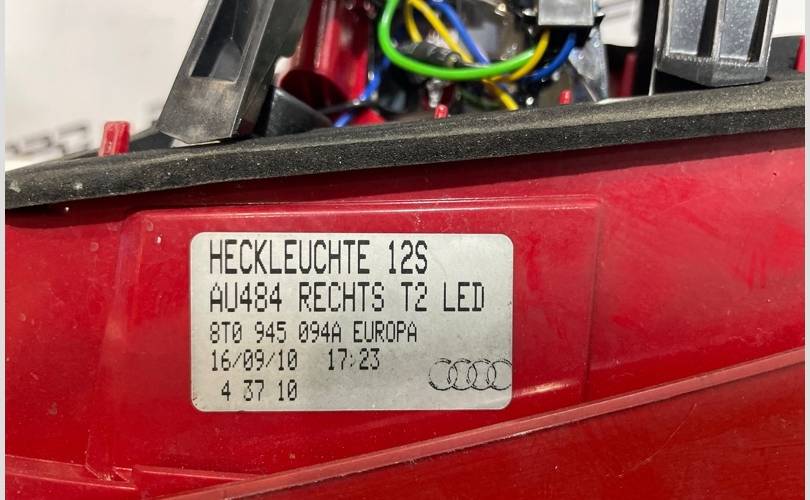 HECKLEUCHTE 12S
AU484 RECHTS T2 LED
8T0 945 094A EUROPA
16/09/10 17:23
4 37 10